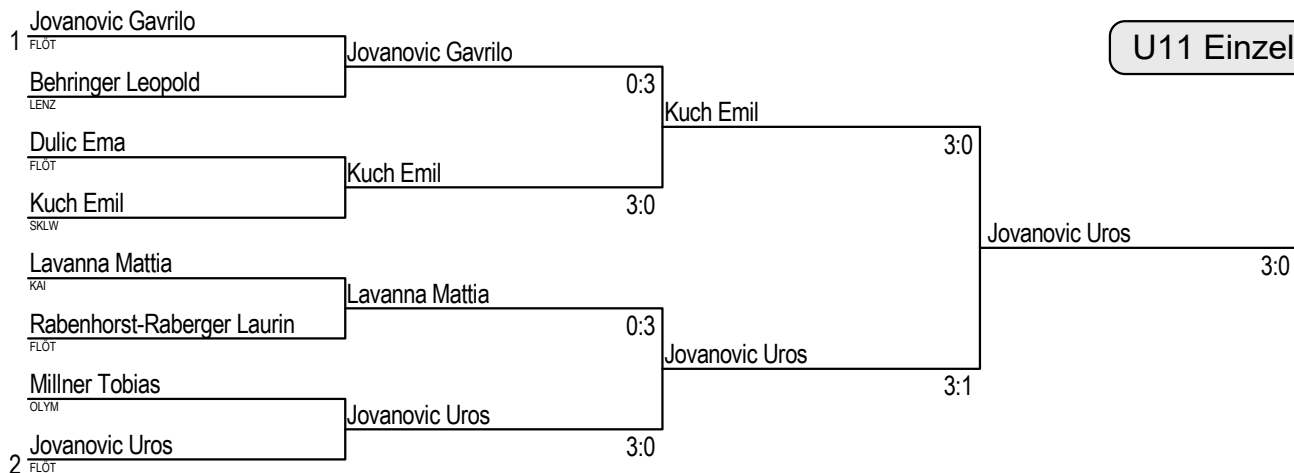 Jovanovic Gavrilo
1
FLÖT
Jovanovic Gavrilo
U11 Einzel
Behringer Leopold
0:3
LENZ
Kuch Emil
Dulic Ema
3:0
FLÖT
Kuch Emil
Kuch Emil
3:0
SKLW
Jovanovic Uros
Lavanna Mattia
3:0
KAI
Lavanna Mattia
Rabenhorst-Raberger Laurin
0:3
FLÖT
Jovanovic Uros
Millner Tobias
3:1
OLYM
Jovanovic Uros
Jovanovic Uros
3:0
2
FLÖT